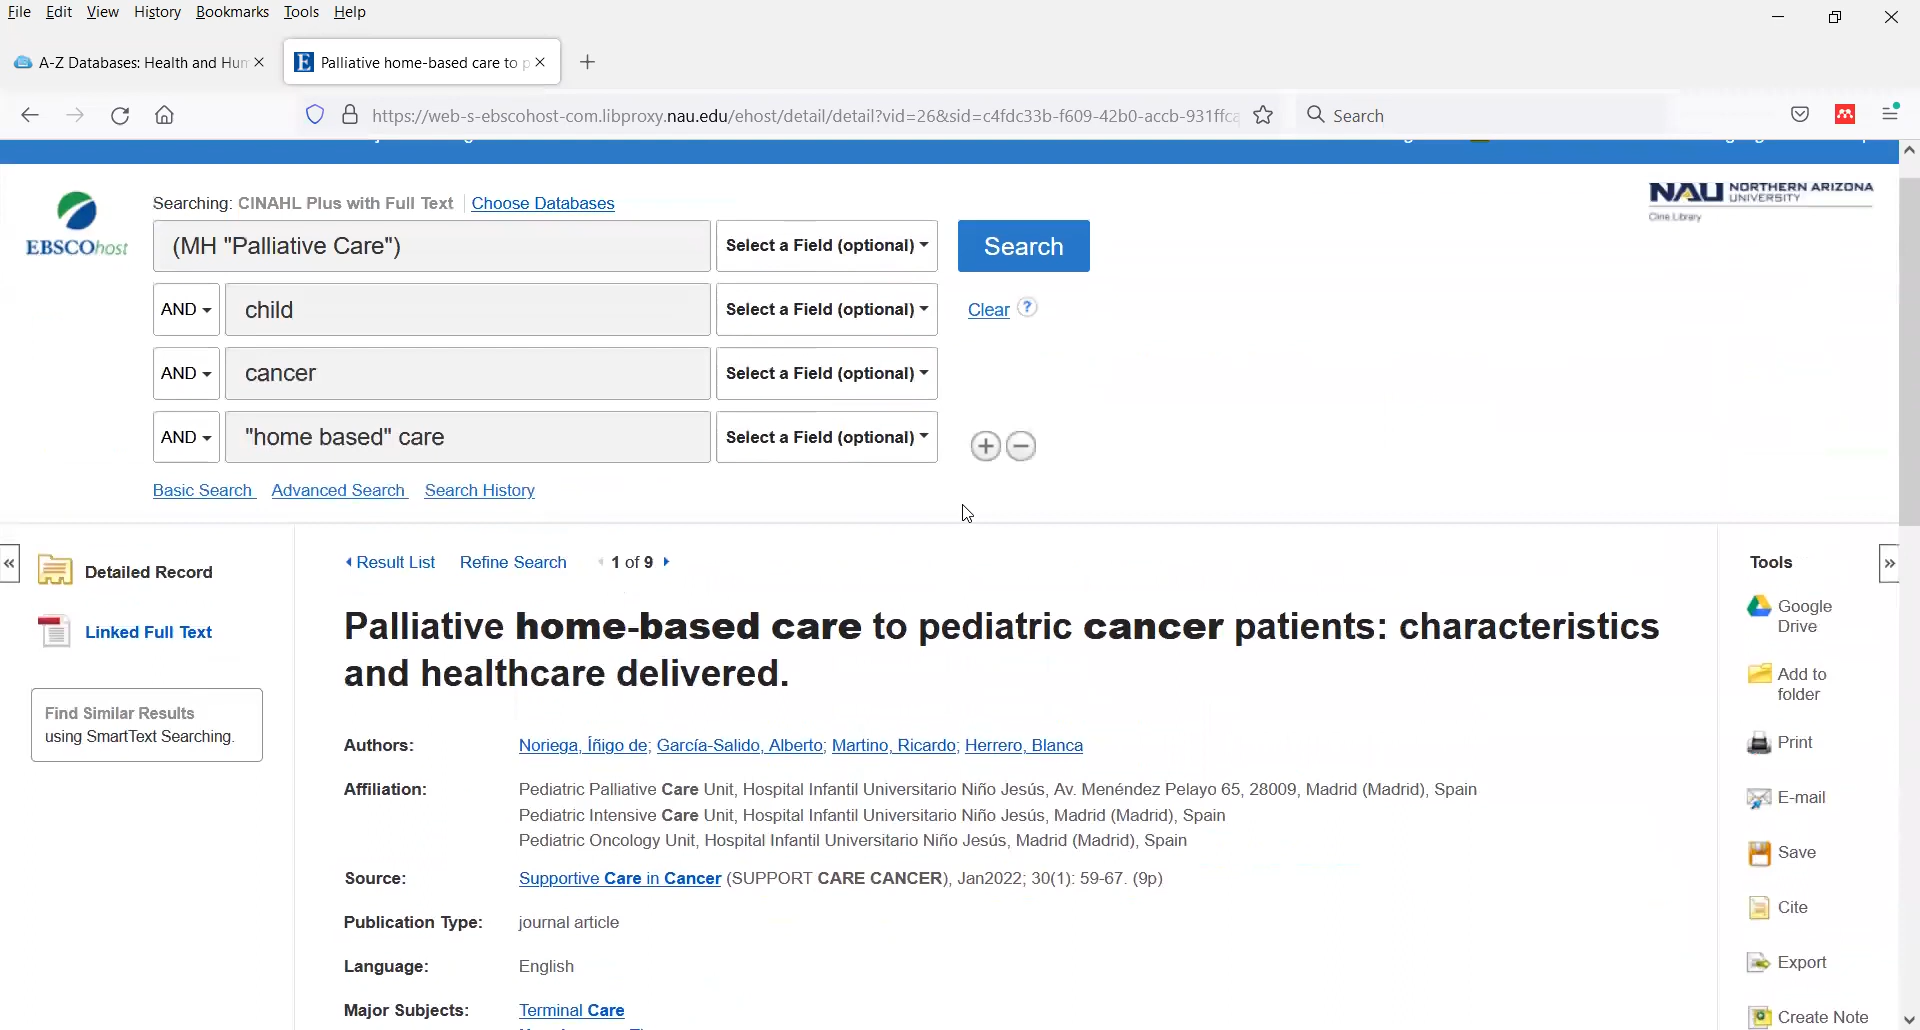 File Edit View History Bookmarks Tools Help
A-Z Databases: Health and Hum
Palliative home-based care to p
https://web-s-ebscohost-com.libproxy.nau.edu/ehost/detail/detail?vid=26&sid=c4fdc33b-f609-42b0-accb-931ffca
Search
Searching: CINAHL Plus with Full Text Choose Databases
NAU NORTHERN ARIZONA UNIVERSITY
Cline Library
EBSCOhost
(MH "Palliative Care") Select a Field (optional) Search
AND child Select a Field (optional) Clear ?
AND cancer Select a Field (optional)
AND "home based" care Select a Field (optional)
Basic Search Advanced Search Search History
Detailed Record
Linked Full Text
Find Similar Results
using SmartText Searching.
Result List Refine Search 1 of 9
Palliative home-based care to pediatric cancer patients: characteristics
and healthcare delivered.
Authors: Noriega, Íñigo de; García-Salido, Alberto; Martino, Ricardo; Herrero, Blanca
Affiliation: Pediatric Palliative Care Unit, Hospital Infantil Universitario Niño Jesús, Av. Menéndez Pelayo 65, 28009, Madrid (Madrid), Spain
Pediatric Intensive Care Unit, Hospital Infantil Universitario Niño Jesús, Madrid (Madrid), Spain
Pediatric Oncology Unit, Hospital Infantil Universitario Niño Jesús, Madrid (Madrid), Spain
Source: Supportive Care in Cancer (SUPPORT CARE CANCER), Jan2022; 30(1): 59-67. (9p)
Publication Type: journal article
Language: English
Major Subjects: Terminal Care
Tools
Google
Drive
Add to
folder
Print
E-mail
Save
Cite
Export
Create Note